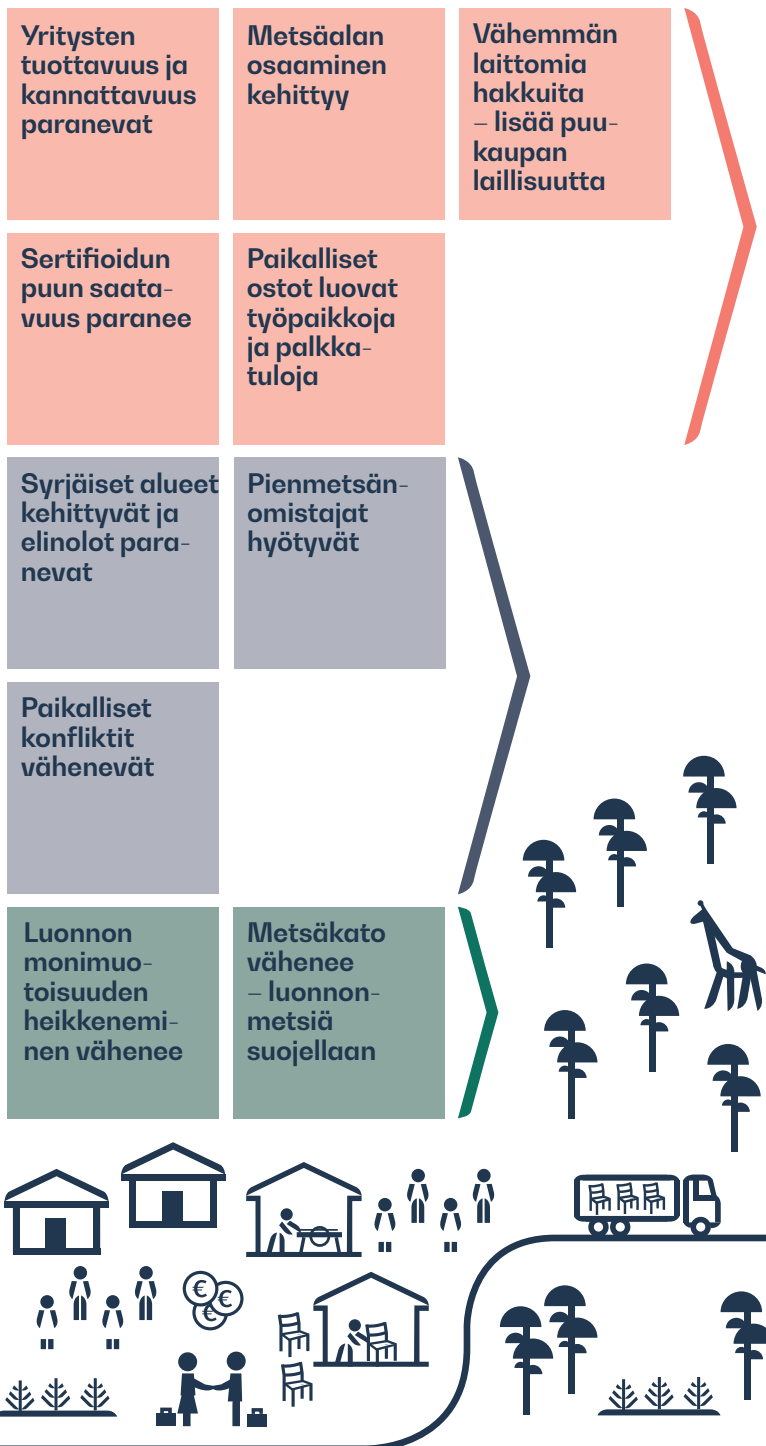 Yritysten
tuottavuus ja
kannattavuus
paranevat
Metsäalan
osaaminen
kehittyy
Vähemmän
laittomia
hakkuita
– lisää puu-
kaupan
laillisuutta
Sertifioidun
puun saata-
vuus paranee
Paikalliset
ostot luovat
työpaikkoja
ja palkka-
tuloja
Syrjäiset alueet
kehittyvät ja
elinolot para-
nevat
Pienmetsän-
omistajat
hyötyvät
Paikalliset
konfliktit
vähenevät
Luonnon
monimuo-
toisuuden
heikkenemi-
nen vähenee
Metsäkato
vähenee
– luonnon-
metsiä
suojellaan
€
€
€